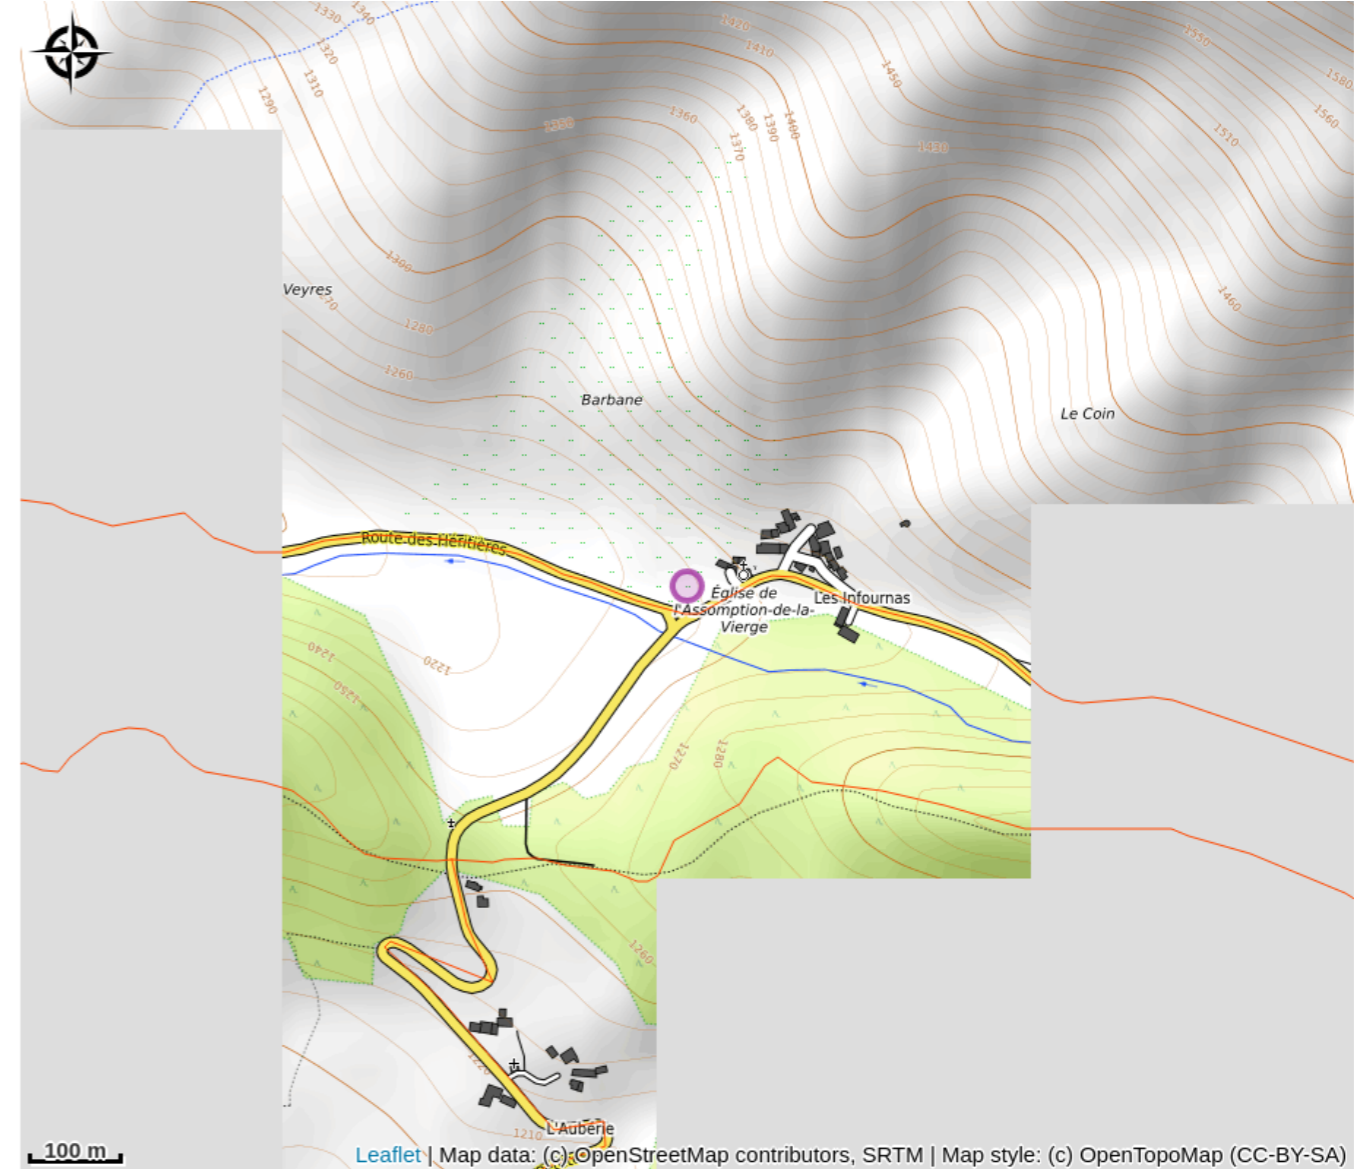 1330
1340
1420
1410
1550
1320
1310
1290
1450
1580
1350
1360
1380
1390
1400
1370
1430
1510
1560
1300
Veyres
1280
1460
1260
Barbane
Le Coin
Route des Héritières
Église de
l'Assomption-de-la-
Vierge
Les Infournas
1240
1220
1250
1270
1280
1260
1220
L'Aubérie
1210
100 m
Leaflet | Map data: (c) OpenStreetMap contributors, SRTM | Map style: (c) OpenTopoMap (CC-BY-SA)